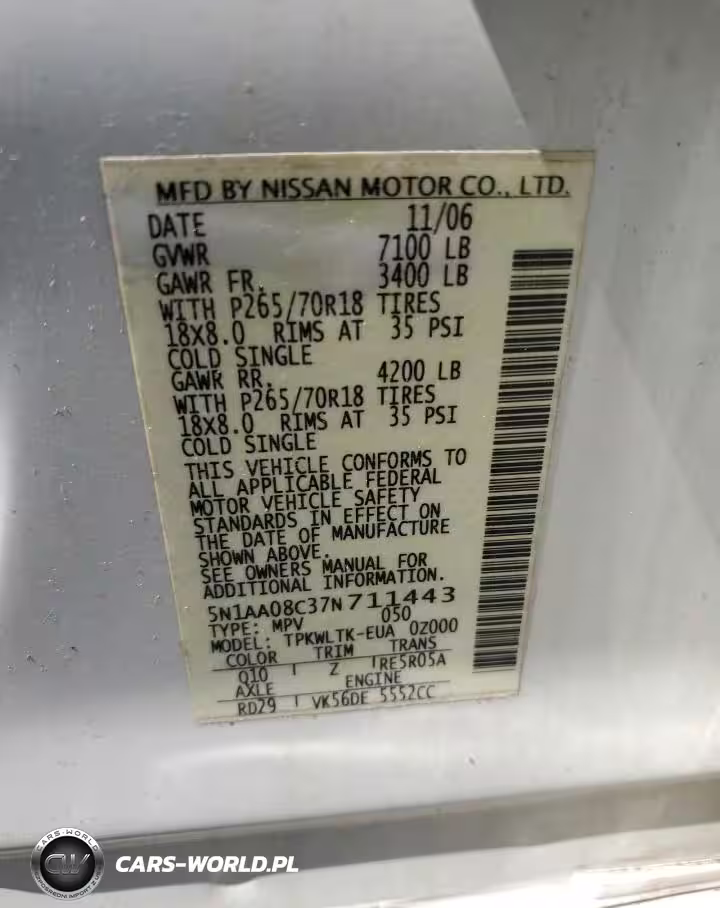 MFD BY NISSAN MOTOR CO., LTD.
DATE 11/06
GVWR 7100 LB
GAWR FR. 3400 LB
WITH P265/70R18 TIRES
18X8.0 RIMS AT 35 PSI
COLD SINGLE
GAWR RR. 4200 LB
WITH P265/70R18 TIRES
18X8.0 RIMS AT 35 PSI
COLD SINGLE
THIS VEHICLE CONFORMS TO
ALL APPLICABLE FEDERAL
MOTOR VEHICLE SAFETY
STANDARDS IN EFFECT ON
THE DATE OF MANUFACTURE
SHOWN ABOVE.
SEE OWNERS MANUAL FOR
ADDITIONAL INFORMATION.
5N1AA08C37N711443
TYPE: MPV 050
MODEL: TPKWLTK-EUA 0Z000
COLOR TRIM TRANS
Q10 Z RE5R05A
AXLE ENGINE
RD29 VK56DE 5552CC
CARS-WORLD
CW
CARS-WORLD.PL